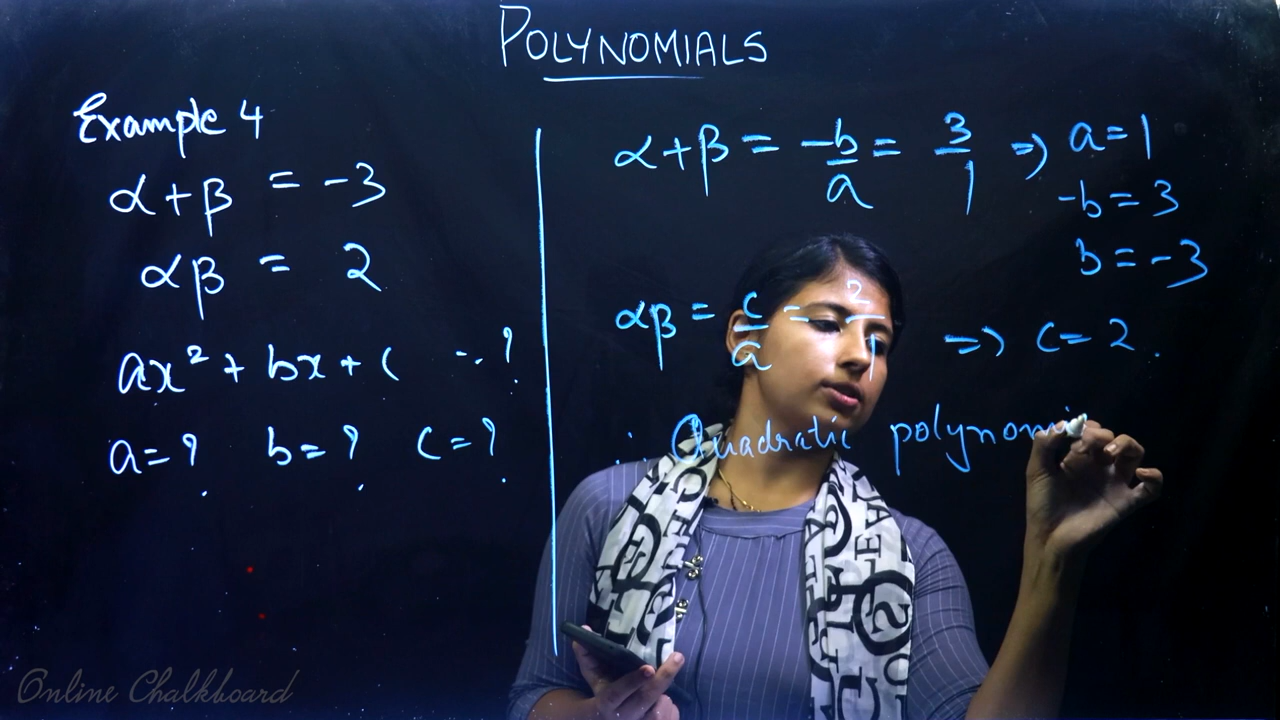 POLYNOMIALS
Example 4
α+β = -3
αβ = 2
ax² + bx + c --?
a=? b=? c=?
α+β = -b/a = 3/1 ⇒ a=1
-b=3
b=-3
αβ = c/a = 2/1 ⇒ c=2.
∴ Quadratic polynomi
Online Chalkboard